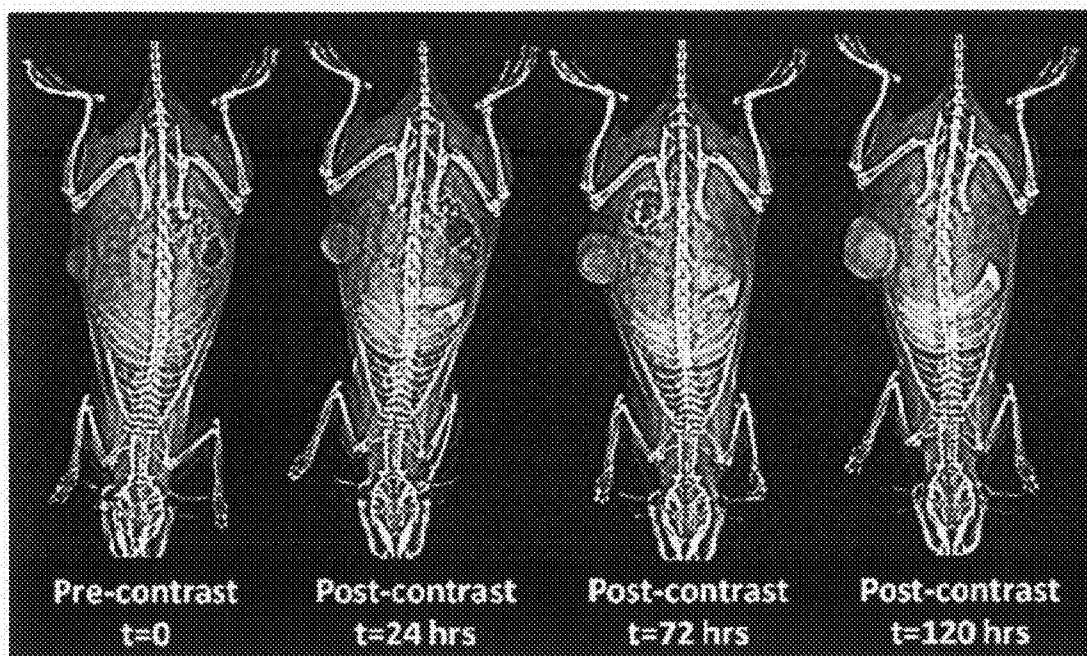 Pre-contrast
t=0
Post-contrast
t=24 hrs
Post-contrast
t=72 hrs
Post-contrast
t=120 hrs